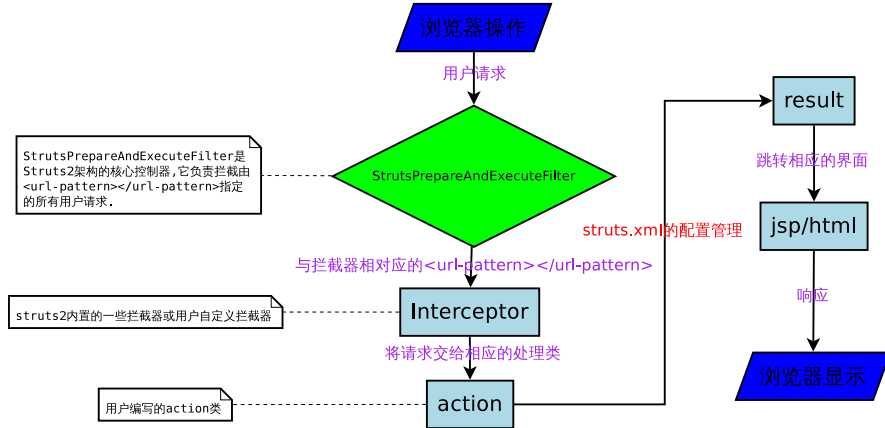 浏览器操作
用户请求
StrutsPrepareAndExecuteFilter是
Struts2架构的核心控制器,它负责拦截由
<url-pattern></url-pattern>指定
的所有用户请求.
StrutsPrepareAndExecuteFilter
与拦截器相对应的<url-pattern></url-pattern>
struts2内置的一些拦截器或用户自定义拦截器
Interceptor
将请求交给相应的处理类
用户编写的action类
action
struts.xml的配置管理
result
跳转相应的界面
jsp/html
响应
浏览器显示